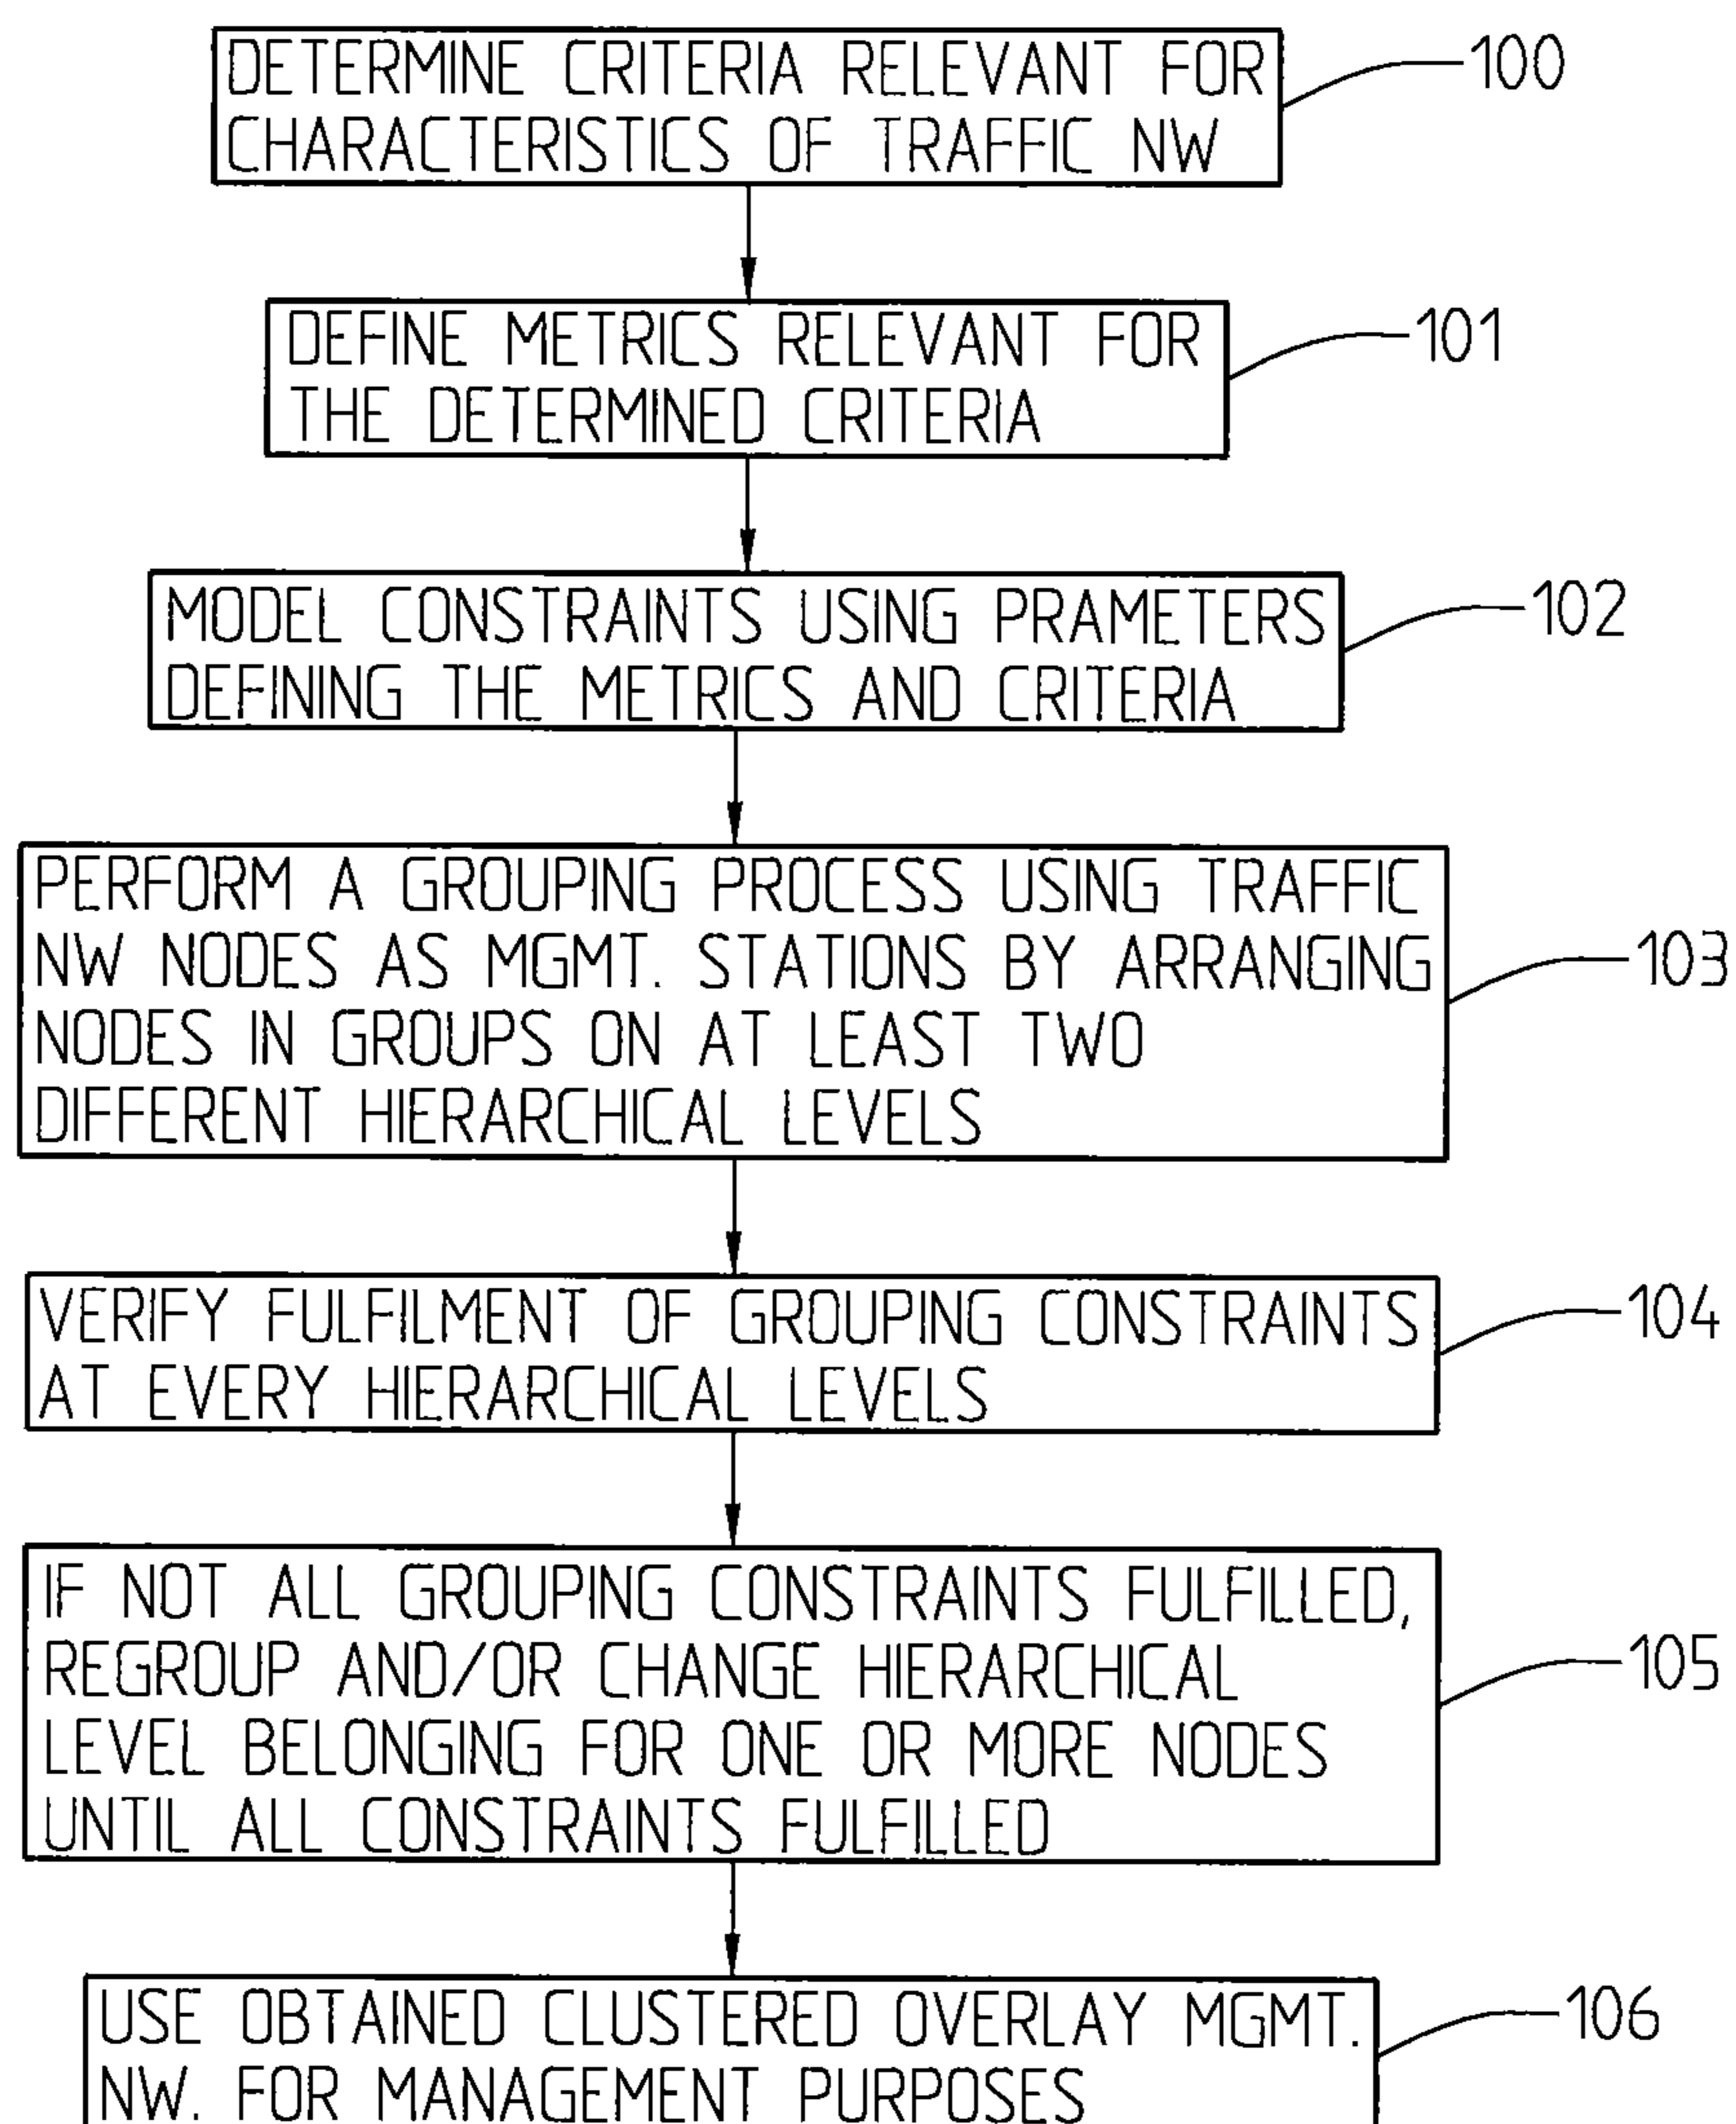 DETERMINE CRITERIA RELEVANT FOR
CHARACTERISTICS OF TRAFFIC NW
100
DEFINE METRICS RELEVANT FOR
THE DETERMINED CRITERIA
101
MODEL CONSTRAINTS USING PRAMETERS
DEFINING THE METRICS AND CRITERIA
102
PERFORM A GROUPING PROCESS USING TRAFFIC
NW NODES AS MGMT. STATIONS BY ARRANGING
NODES IN GROUPS ON AT LEAST TWO
DIFFERENT HIERARCHICAL LEVELS
103
VERIFY FULFILMENT OF GROUPING CONSTRAINTS
AT EVERY HIERARCHICAL LEVELS
104
IF NOT ALL GROUPING CONSTRAINTS FULFILLED,
REGROUP AND/OR CHANGE HIERARCHICAL
LEVEL BELONGING FOR ONE OR MORE NODES
UNTIL ALL CONSTRAINTS FULFILLED
105
USE OBTAINED CLUSTERED OVERLAY MGMT.
NW. FOR MANAGEMENT PURPOSES
106